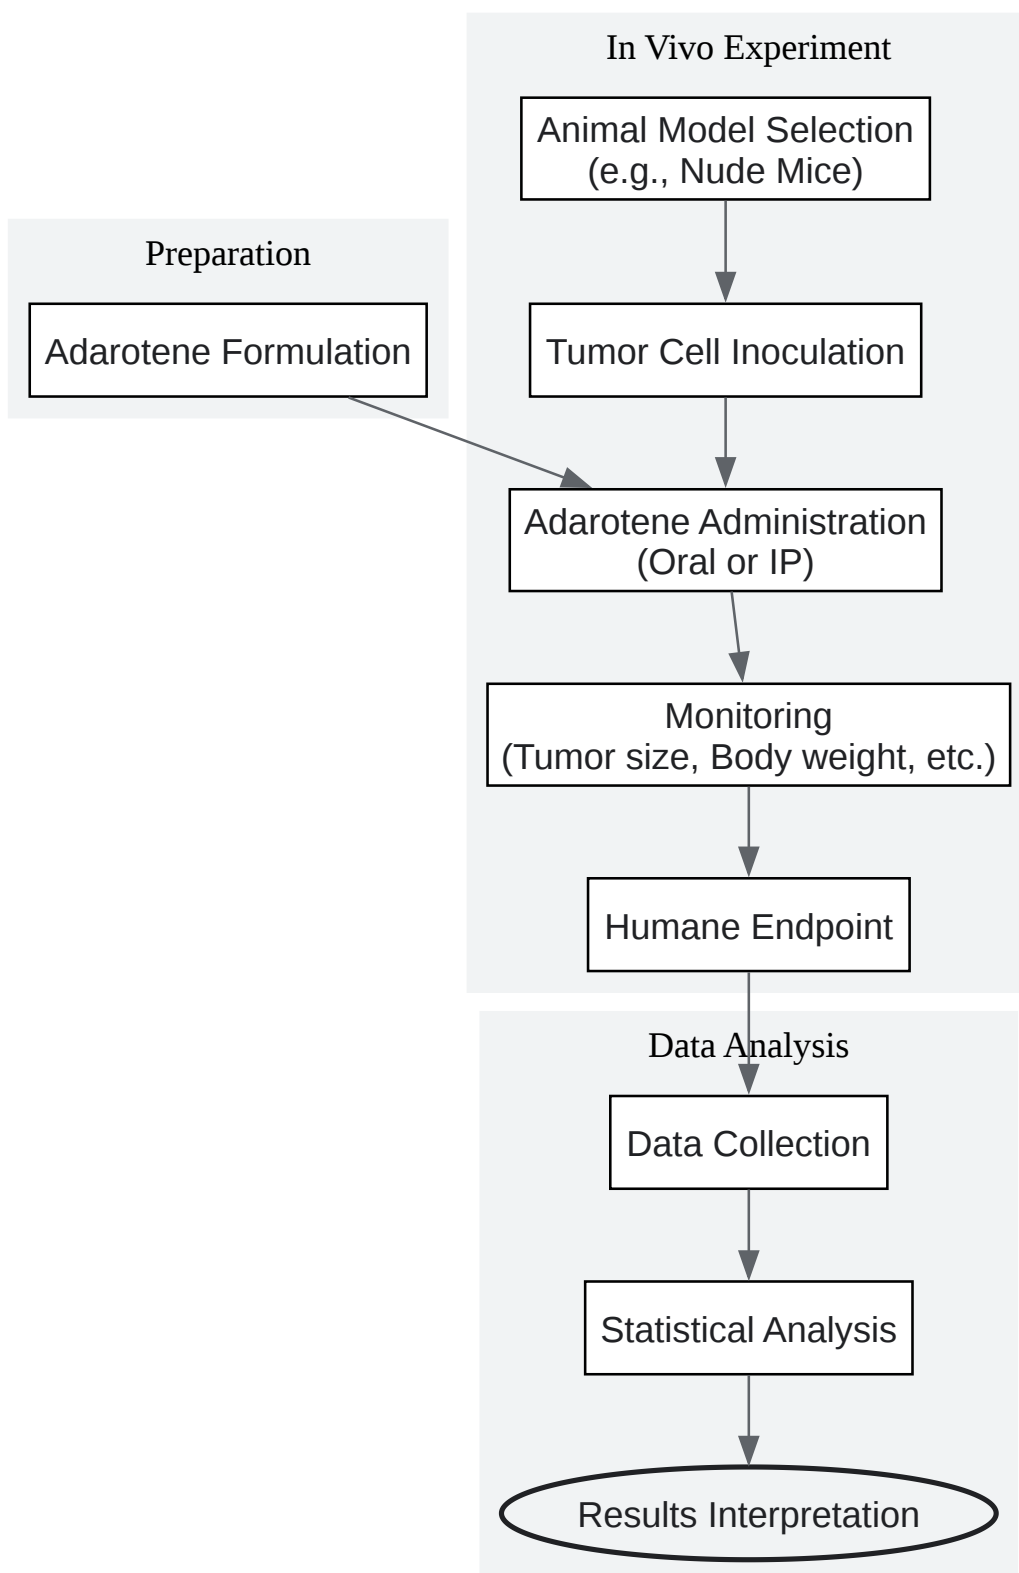 In Vivo Experiment
Animal Model Selection
(e.g., Nude Mice)
Preparation
Adarotene Formulation
Tumor Cell Inoculation
Adarotene Administration
(Oral or IP)
Monitoring
(Tumor size, Body weight, etc.)
Humane Endpoint
Data Analysis
Data Collection
Statistical Analysis
Results Interpretation